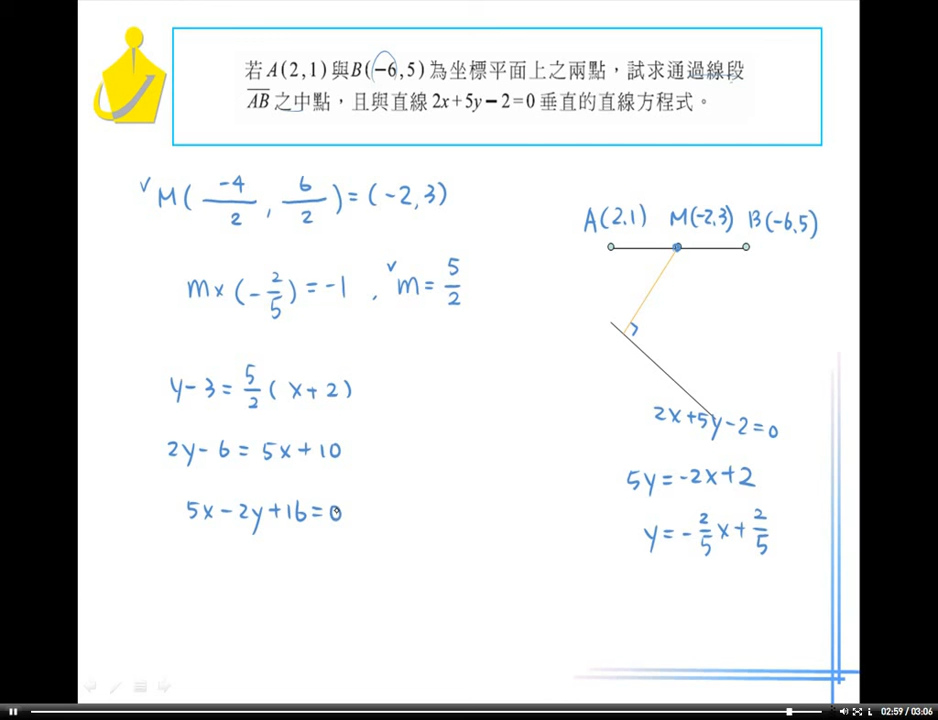 若A(2,1)與B(−6,5)為坐標平面上之兩點，試求通過線段
AB之中點，且與直線2x+5y−2=0垂直的直線方程式。
✓M(-4/2, 6/2)=(-2,3)
m×(-2/5)=-1, ✓m=5/2
y-3=5/2(x+2)
2y-6=5x+10
5x-2y+16=0
A(2,1) M(-2,3) B(-6,5)
2x+5y-2=0
5y=-2x+2
y=-2/5x+2/5
02:59 / 03:06